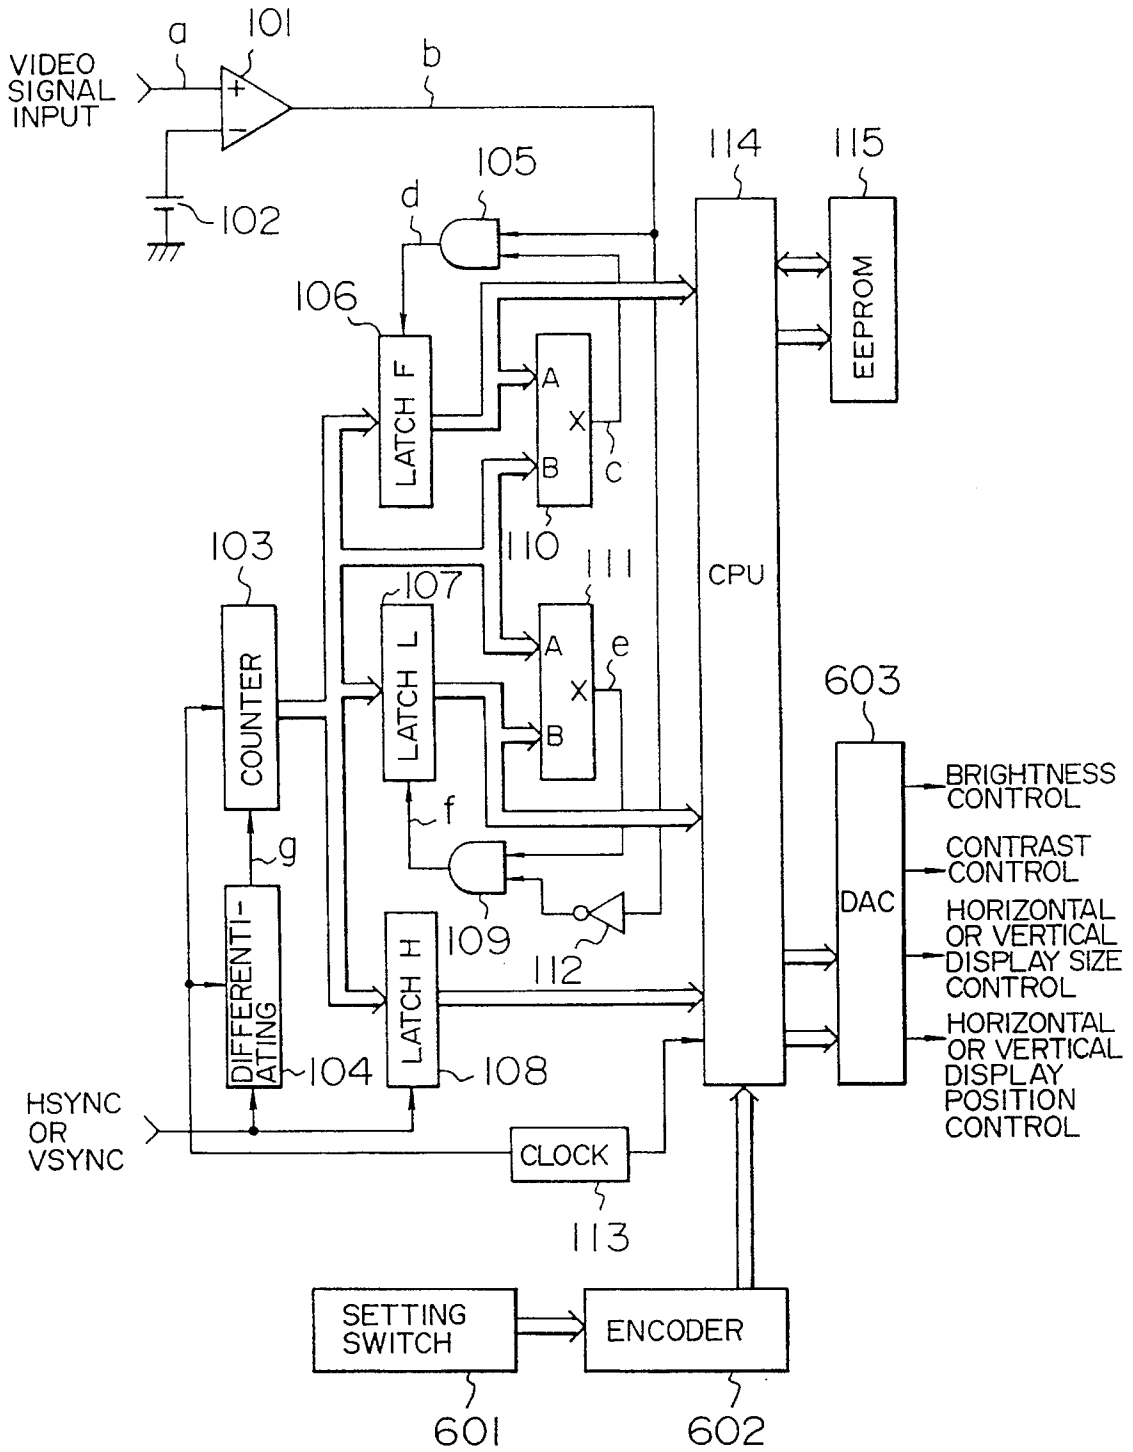 a
101
b
VIDEO
SIGNAL
INPUT
+
−
102
105
d
114
115
106
EEPROM
LATCH F
A
X
B
c
110
103
107
111
CPU
COUNTER
LATCH L
A
e
X
B
603
g
f
BRIGHTNESS
CONTROL
CONTRAST
CONTROL
DAC
HORIZONTAL
OR VERTICAL
DISPLAY SIZE
CONTROL
DIFFERENTI-
ATING
109
112
LATCH H
104
108
HORIZONTAL
OR VERTICAL
DISPLAY
POSITION
CONTROL
HSYNC
OR
VSYNC
CLOCK
113
SETTING
SWITCH
ENCODER
601
602